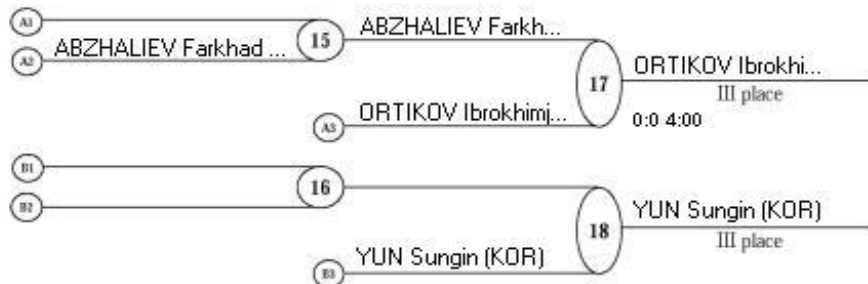 A1
15
ABZHALIEV Farkh...
A2
ABZHALIEV Farkhad ...
17
ORTIKOV Ibrokhi...
III place
A3
ORTIKOV Ibrokhimj...
0:0 4:00
B1
16
B2
18
YUN Sungin (KOR)
III place
B3
YUN Sungin (KOR)